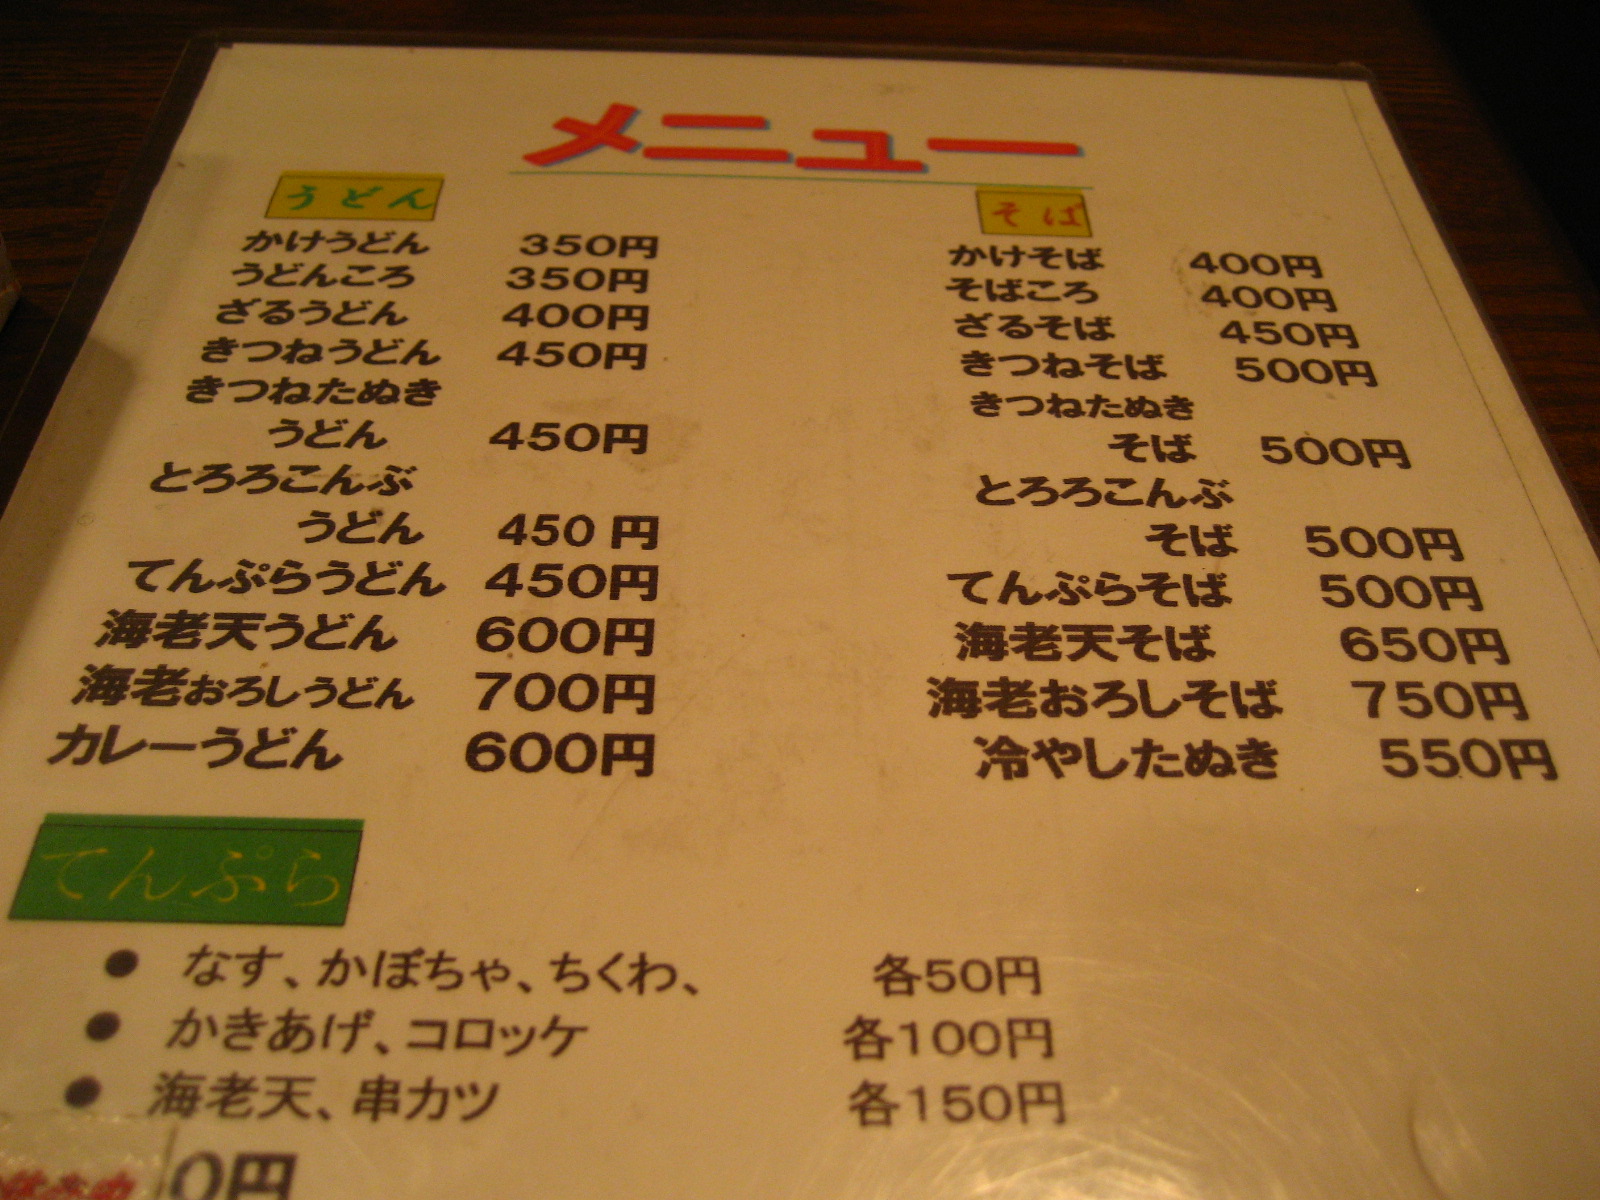 メニュー
うどん
かけうどん 350円
うどんころ 350円
ざるうどん 400円
きつねうどん 450円
きつねたぬき
うどん 450円
とろろこんぶ
うどん 450円
てんぷらうどん 450円
海老天うどん 600円
海老おろしうどん 700円
カレーうどん 600円
そば
かけそば 400円
そばころ 400円
ざるそば 450円
きつねそば 500円
きつねたぬき
そば 500円
とろろこんぶ
そば 500円
てんぷらそば 500円
海老天そば 650円
海老おろしそば 750円
冷やしたぬき 550円
てんぷら
● なす、かぼちゃ、ちくわ、 各50円
● かきあげ、コロッケ 各100円
● 海老天、串カツ 各150円
0円